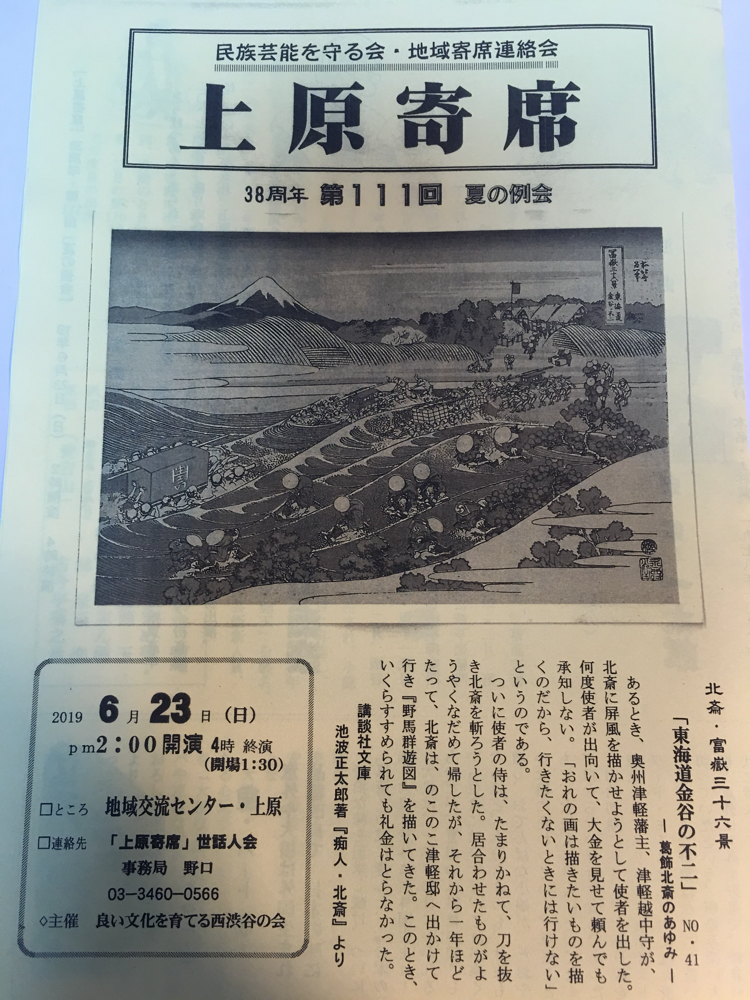 民族芸能を守る会・地域寄席連絡会
上原寄席
38周年 第111回 夏の例会
冨嶽三十六景 東海道金谷
北斎・富嶽三十六景
「東海道金谷の不二」 NO・41
― 葛飾北斎のあゆみ ―
あるとき、奥州津軽藩主、津軽越中守が、
北斎に屏風を描かせようとして使者を出した。
何度使者が出向いて、大金を見せて頼んでも
承知しない。「おれの画は描きたいものを描
くのだから、行きたくないときには行けない」
というのである。
ついに使者の侍は、たまりかねて、刀を抜
き北斎を斬ろうとした。居合わせたものがよ
うやくなだめて帰したが、それから一年ほど
たって、北斎は、のこのこ津軽邸へ出かけて
行き『野馬群遊図』を描いてきた。このとき、
いくらすすめられても礼金はとらなかった。
講談社文庫
池波正太郎著『痴人・北斎』より
2019 6月23日(日)
pm2:00開演 4時 終演
(開場1:30)
□ところ 地域交流センター・上原
□連絡先 「上原寄席」世話人会
事務局 野口
03−3460−0566
◇主催 良い文化を育てる西渋谷の会